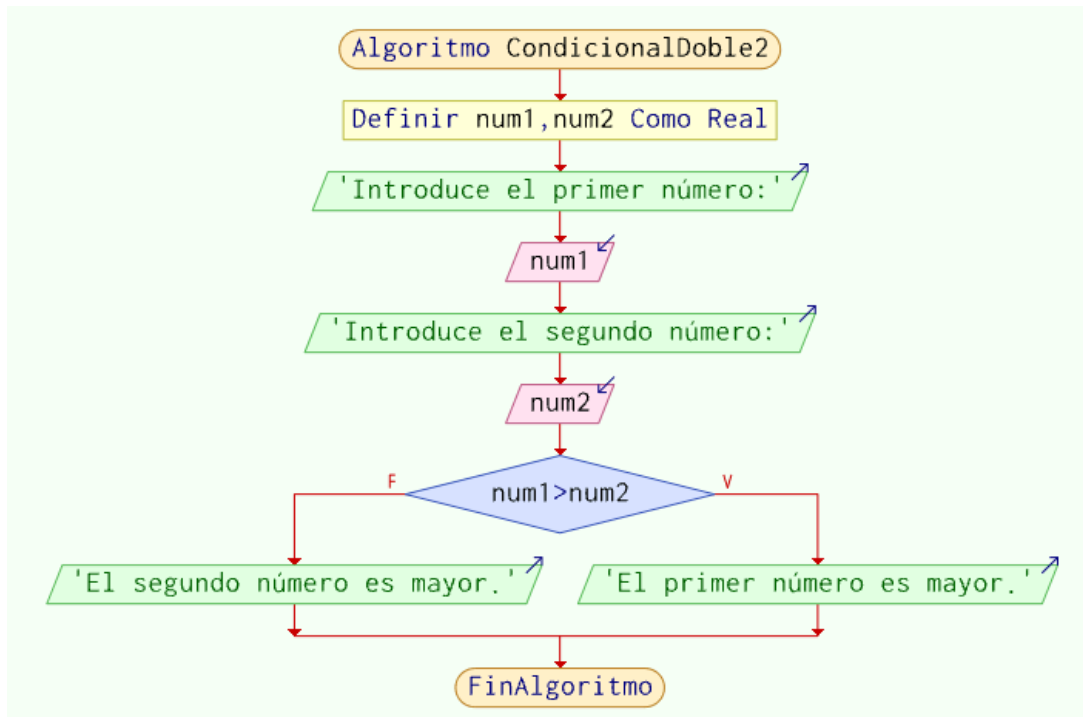 Algoritmo CondicionalDoble2
Definir num1,num2 Como Real
'Introduce el primer número:'
num1
'Introduce el segundo número:'
num2
F
num1>num2
V
'El segundo número es mayor.'
'El primer número es mayor.'
FinAlgoritmo